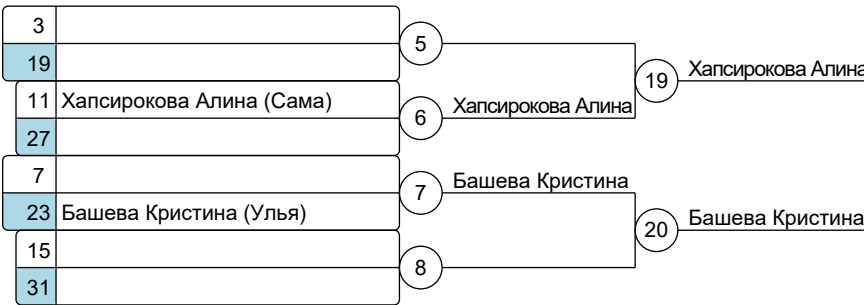 3
5
19
19 Хапсирокова Алина
11 Хапсирокова Алина (Сама)
6 Хапсирокова Алина
27
7
7 Башева Кристина
23 Башева Кристина (Улья)
20 Башева Кристина
15
8
31